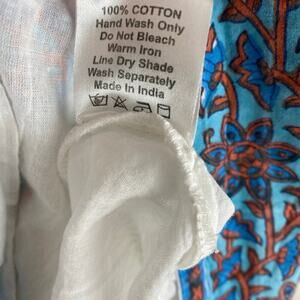 100% COTTON
Hand Wash Only
Do Not Bleach
Warm Iron
Line Dry Shade
Wash Separately
Made In India